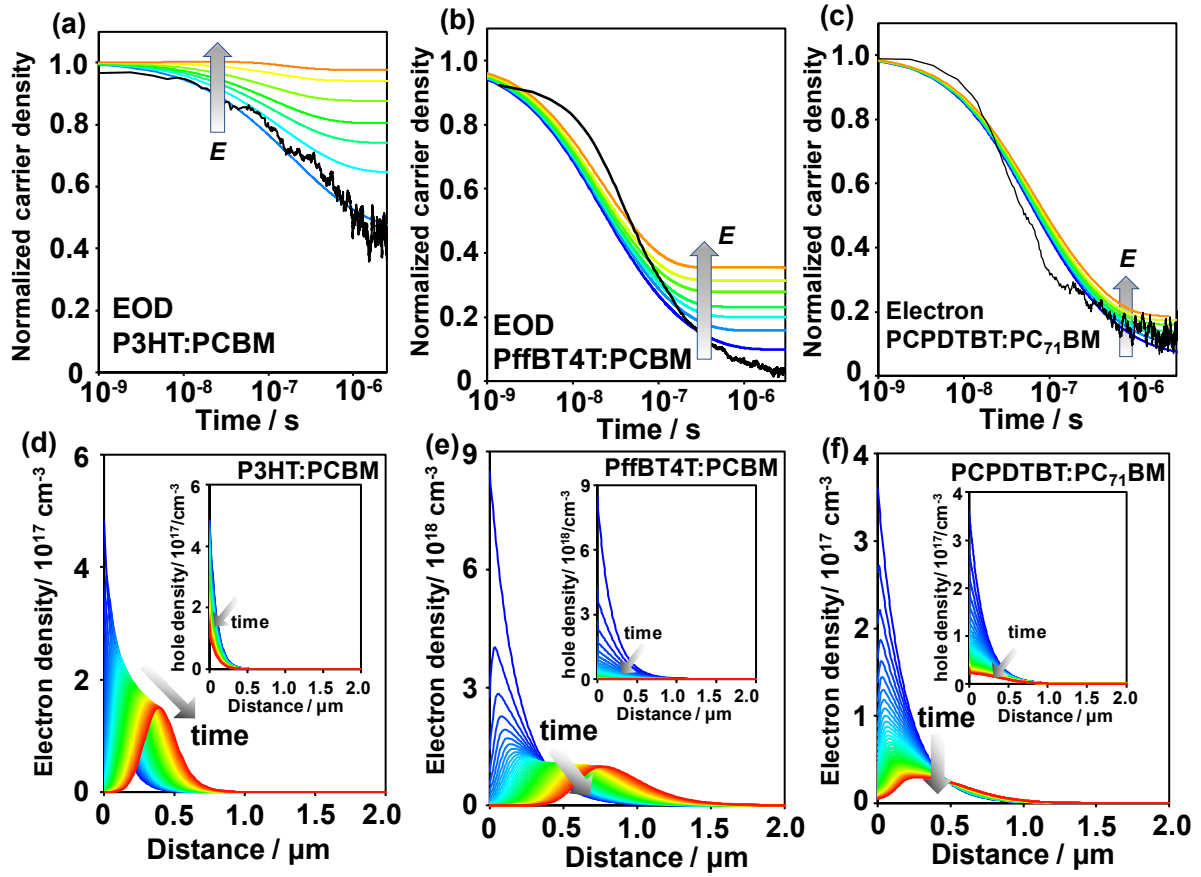 (a)
Normalized carrier density
1.0
0.8
0.6
0.4
0.2
0
E
EOD
P3HT:PCBM
10⁻⁹ 10⁻⁸ 10⁻⁷ 10⁻⁶
Time / s
(b)
Normalized carrier density
1.0
0.8
0.6
0.4
0.2
0
E
EOD
PffBT4T:PCBM
10⁻⁹ 10⁻⁸ 10⁻⁷ 10⁻⁶
Time / s
(c)
Normalized carrier density
1.0
0.8
0.6
0.4
0.2
0.0
E
Electron
PCPDTBT:PC₇₁BM
10⁻⁹ 10⁻⁸ 10⁻⁷ 10⁻⁶
Time / s
(d)
Electron density/ 10¹⁷ cm⁻³
6
4
2
0
P3HT:PCBM
hole density/ 10¹⁷/cm⁻³
6
4
2
0
time
0 0.5 1.0 1.5 2.0
Distance / µm
time
0 0.5 1.0 1.5 2.0
Distance / µm
(e)
Electron density/ 10¹⁸ cm⁻³
9
6
3
0
PffBT4T:PCBM
hole density/ 10¹⁸/cm⁻³
9
6
3
0
time
0 0.5 1.0 1.5 2.0
Distance / µm
time
0 0.5 1.0 1.5 2.0
Distance / µm
(f)
Electron density/ 10¹⁷ cm⁻³
4
3
2
1
0
PCPDTBT:PC₇₁BM
hole density/ 10¹⁷/cm⁻³
4
3
2
1
0
time
0 0.5 1.0 1.5 2.0
Distance / µm
time
0 0.5 1.0 1.5 2.0
Distance / µm